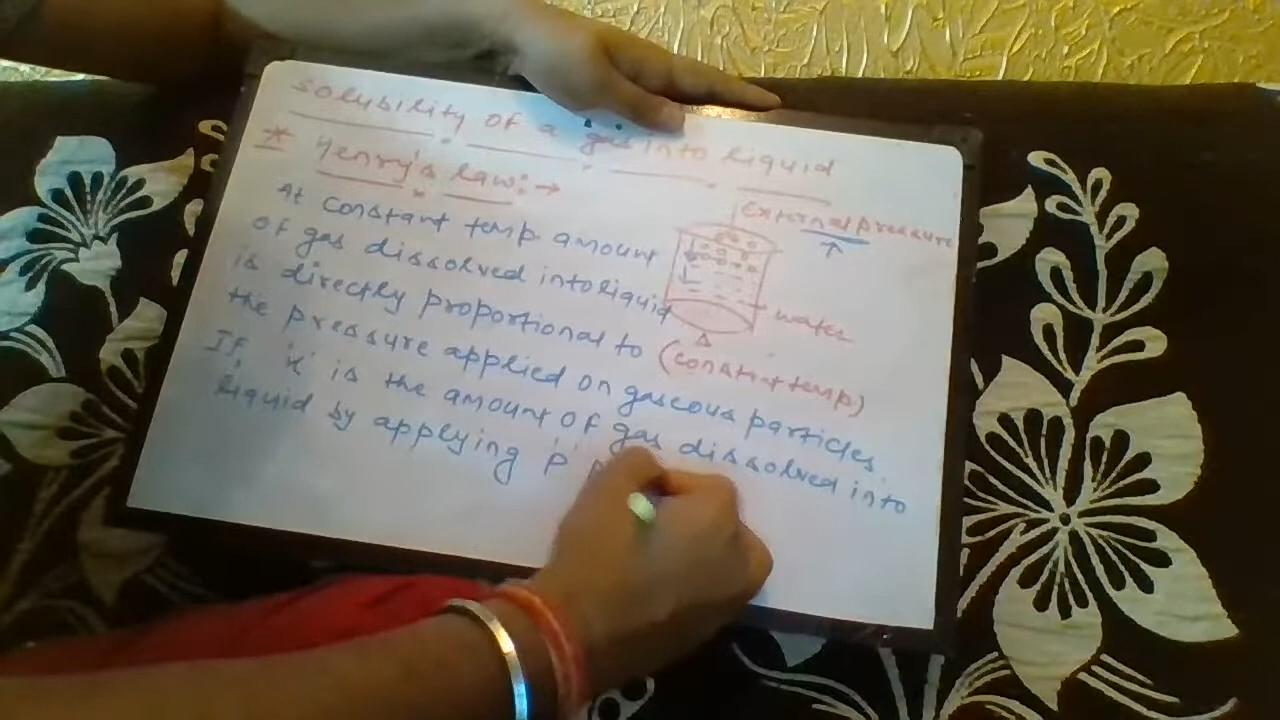 Solubility of a gas into liquid
* Henry's law:→
External pressure
At constant temp. amount
of gas dissolved into liquid
is directly proportional to
the pressure applied on gaseous particles.
water
(constant temp)
If 'x' is the amount of gas dissolved into
liquid by applying 'p'